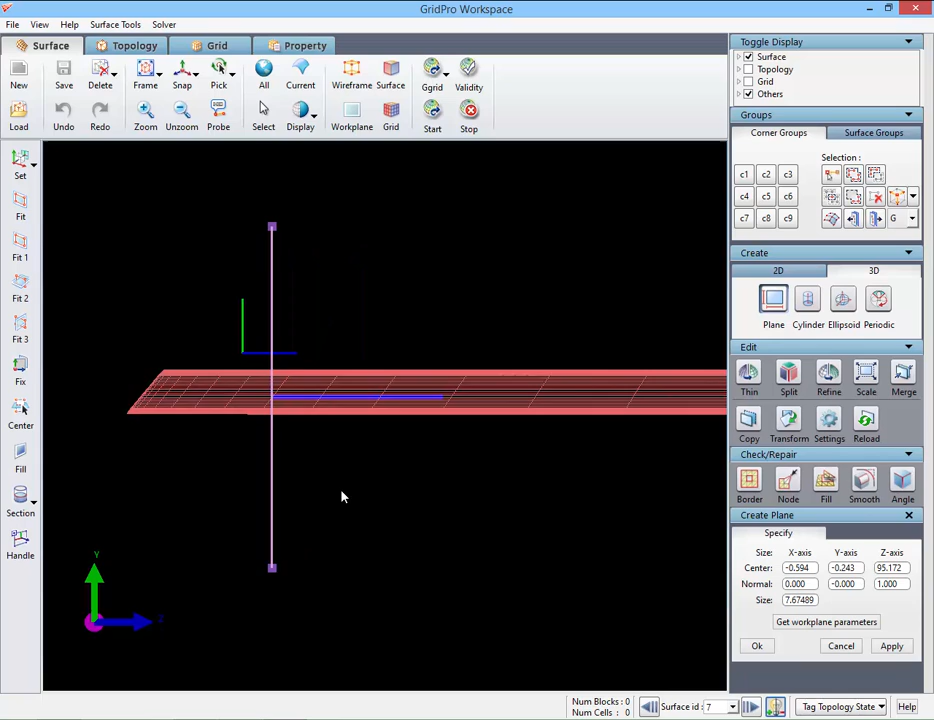 GridPro Workspace
File View Help Surface Tools Solver
Surface Topology Grid Property
New Save Delete Frame Snap Pick All Current Wireframe Surface Ggrid Validity
Load Undo Redo Zoom Unzoom Probe Select Display Workplane Grid Start Stop
Set
Fit
Fit 1
Fit 2
Fit 3
Fix
Center
Fill
Section
Handle
Y
Z
Toggle Display
Surface
Topology
Grid
Others
Groups
Corner Groups Surface Groups
Selection :
c1 c2 c3
c4 c5 c6
c7 c8 c9 G
Create
2D 3D
Plane Cylinder Ellipsoid Periodic
Edit
Thin Split Refine Scale Merge
Copy Transform Settings Reload
Check/Repair
Border Node Fill Smooth Angle
Create Plane
Specify
Size: X-axis Y-axis Z-axis
Center: -0.594 -0.243 95.172
Normal: 0.000 -0.000 1.000
Size: 7.67489
Get workplane parameters
Ok Cancel Apply
Num Blocks: 0
Num Cells : 0
Surface id : 7
Tag Topology State
Help